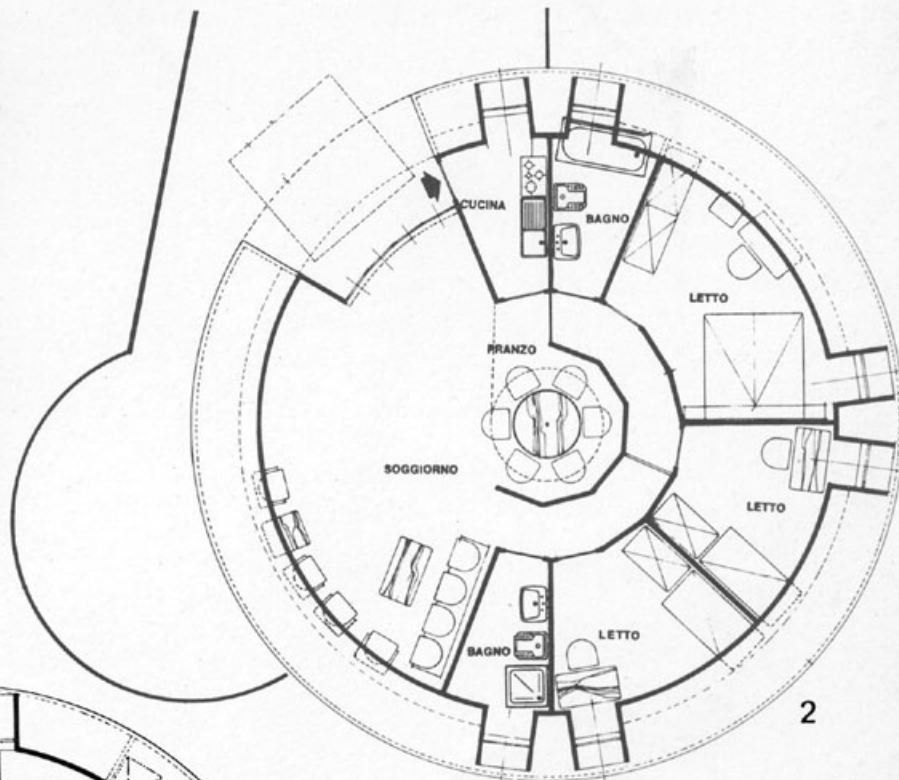 CUCINA
BAGNO
LETTO
PRANZO
SOGGIORNO
LETTO
LETTO
BAGNO
2